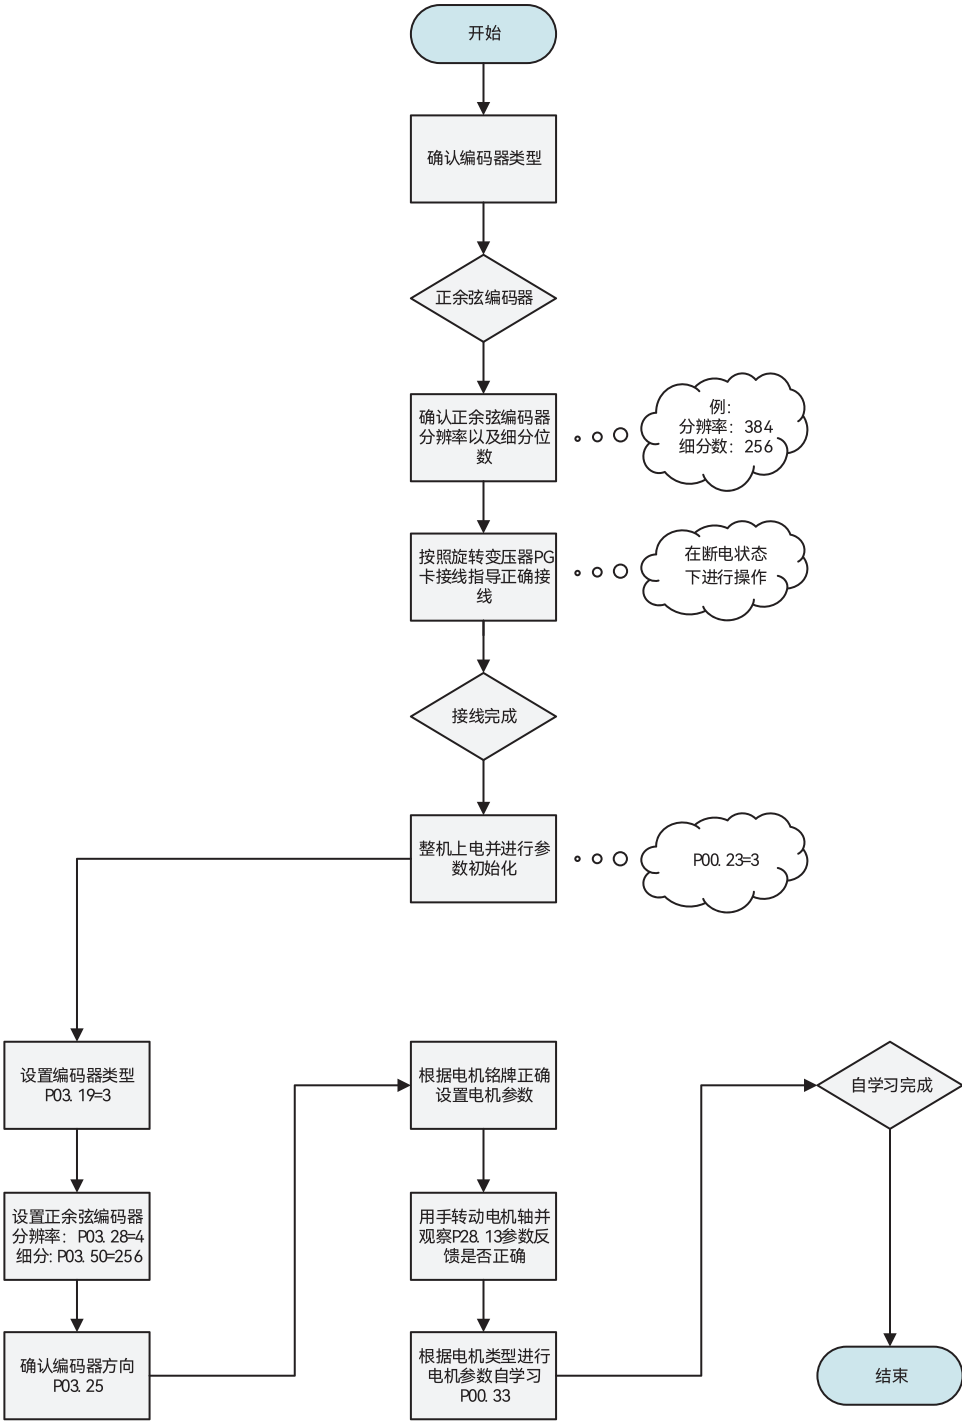 开始
确认编码器类型
正余弦编码器
确认正余弦编码器
分辨率以及细分位
数
例：
分辨率：384
细分数：256
按照旋转变压器PG
卡接线指导正确接
线
在断电状态
下进行操作
接线完成
整机上电并进行参
数初始化
P00.23=3
设置编码器类型
P03.19=3
设置正余弦编码器
分辨率：P03.28=4
细分:P03.50=256
确认编码器方向
P03.25
根据电机铭牌正确
设置电机参数
用手转动电机轴并
观察P28.13参数反
馈是否正确
根据电机类型进行
电机参数自学习
P00.33
自学习完成
结束